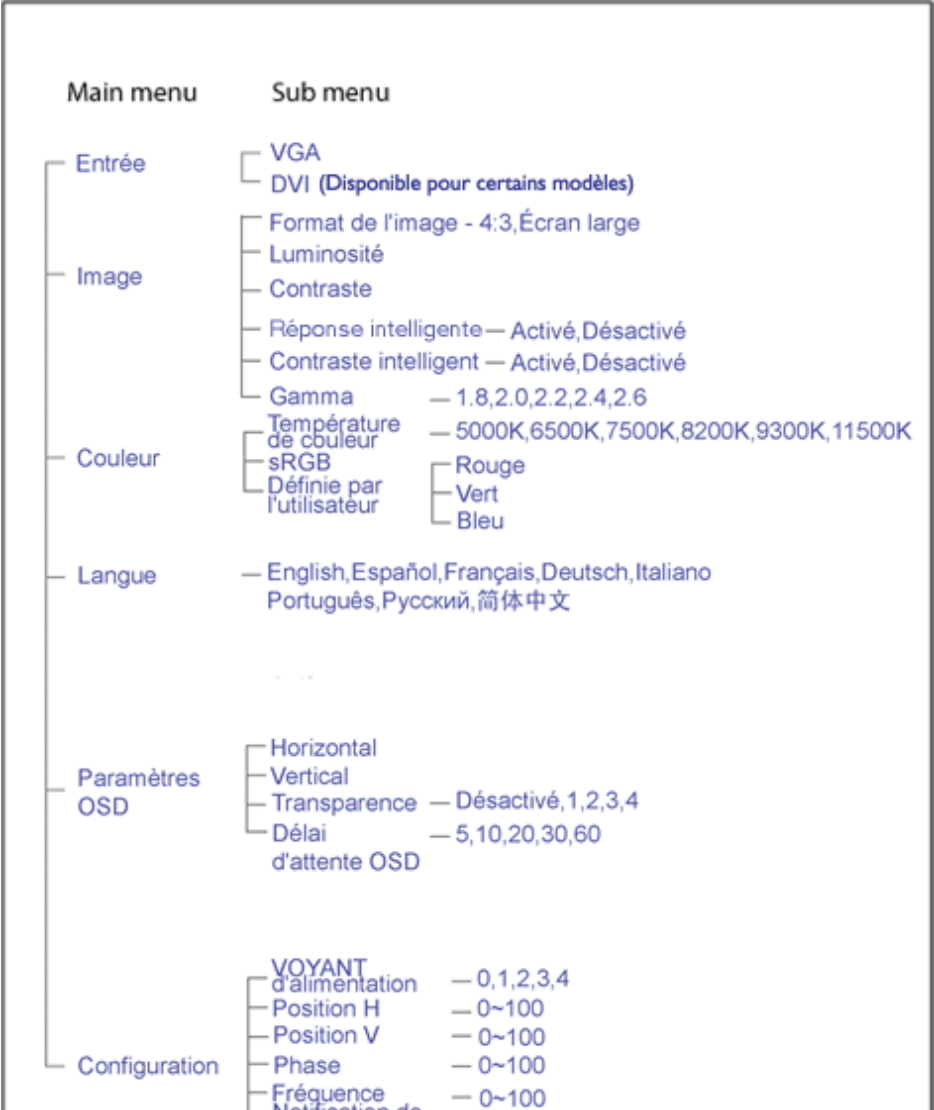 Main menu Sub menu
Entrée
VGA
DVI (Disponible pour certains modèles)
Image
Format de l'image - 4:3,Écran large
Luminosité
Contraste
Réponse intelligente — Activé,Désactivé
Contraste intelligent — Activé,Désactivé
Gamma — 1.8,2.0,2.2,2.4,2.6
Couleur
Température
de couleur — 5000K,6500K,7500K,8200K,9300K,11500K
sRGB
Définie par
l'utilisateur
Rouge
Vert
Bleu
Langue — English,Español,Français,Deutsch,Italiano
Português,Русский,简体中文
Paramètres
OSD
Horizontal
Vertical
Transparence — Désactivé,1,2,3,4
Délai — 5,10,20,30,60
d'attente OSD
Configuration
VOYANT
d'alimentation — 0,1,2,3,4
Position H — 0~100
Position V — 0~100
Phase — 0~100
Fréquence — 0~100
Notification de